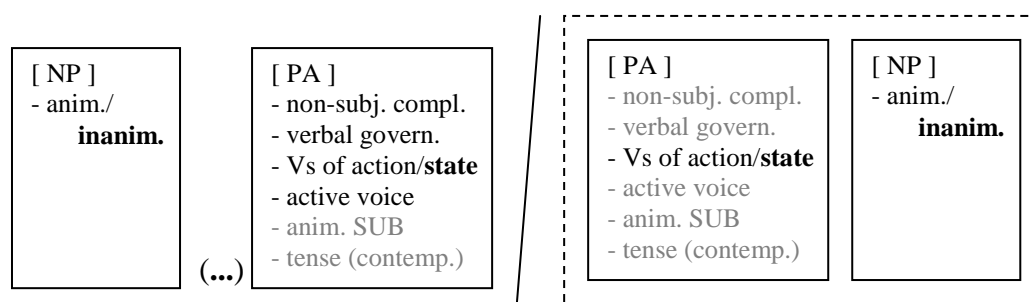 [ NP ]
- anim./
inanim.
(...)
[ PA ]
- non-subj. compl.
- verbal govern.
- Vs of action/state
- active voice
- anim. SUB
- tense (contemp.)
[ PA ]
- non-subj. compl.
- verbal govern.
- Vs of action/state
- active voice
- anim. SUB
- tense (contemp.)
[ NP ]
- anim./
inanim.